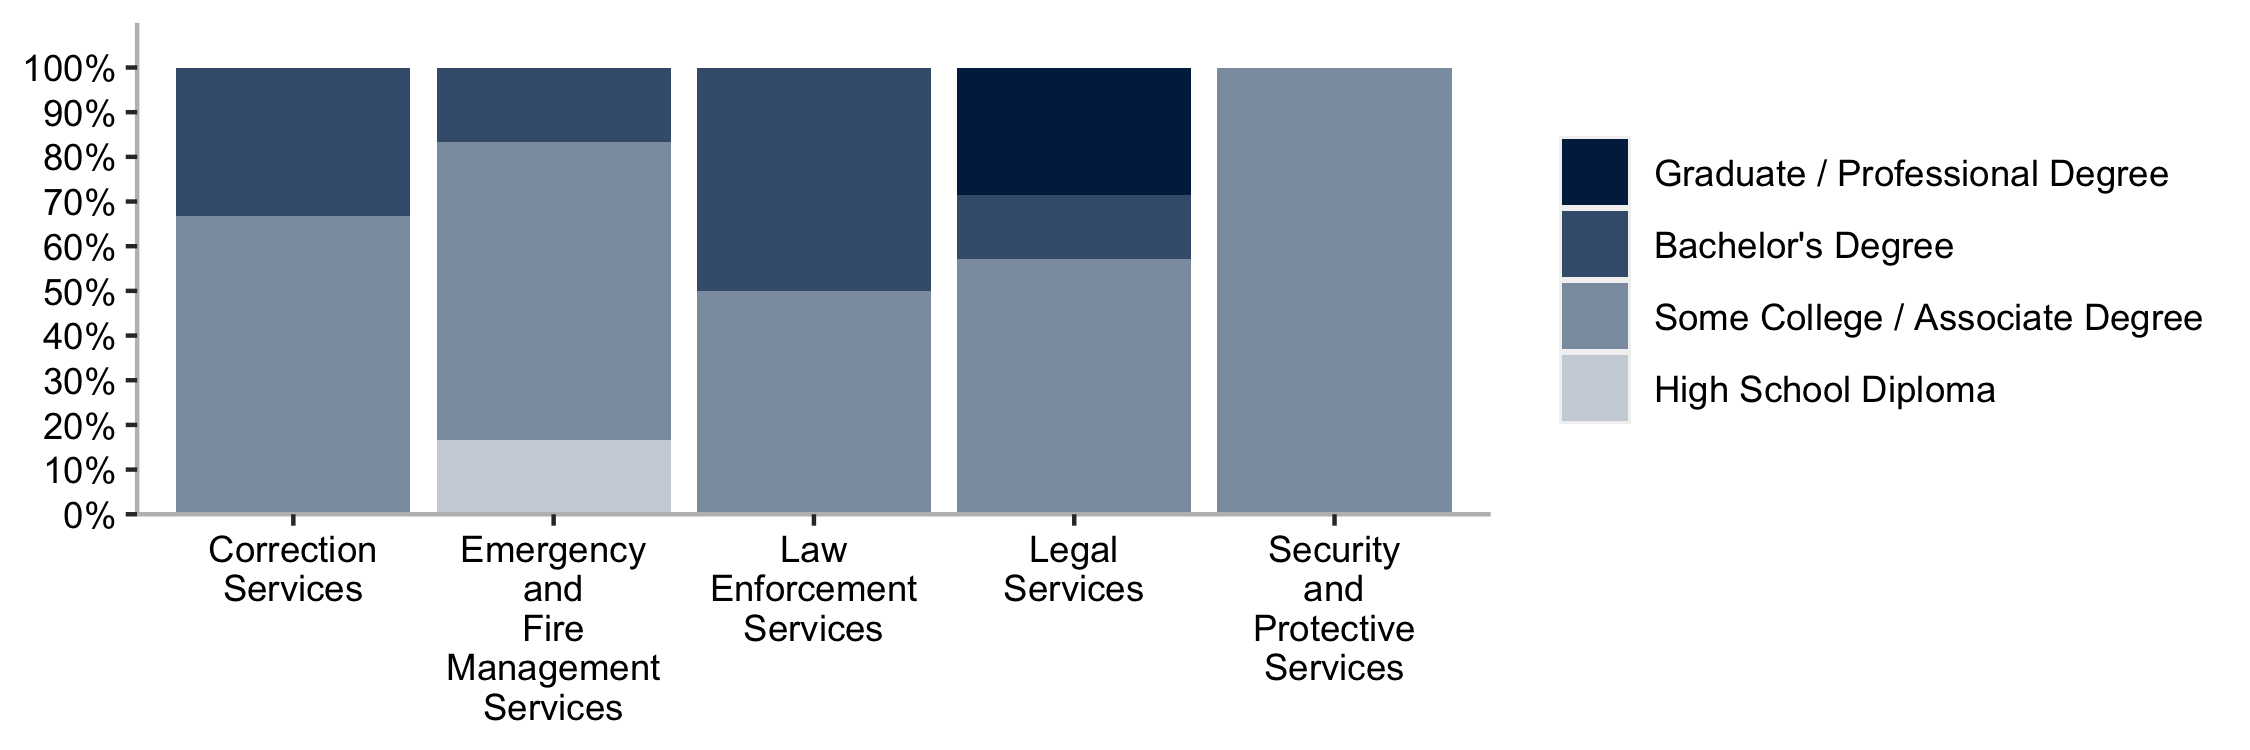 100%
90%
80%
70%
60%
50%
40%
30%
20%
10%
0%
Correction
Services
Emergency
and
Fire
Management
Services
Law
Enforcement
Services
Legal
Services
Security
and
Protective
Services
Graduate / Professional Degree
Bachelor's Degree
Some College / Associate Degree
High School Diploma